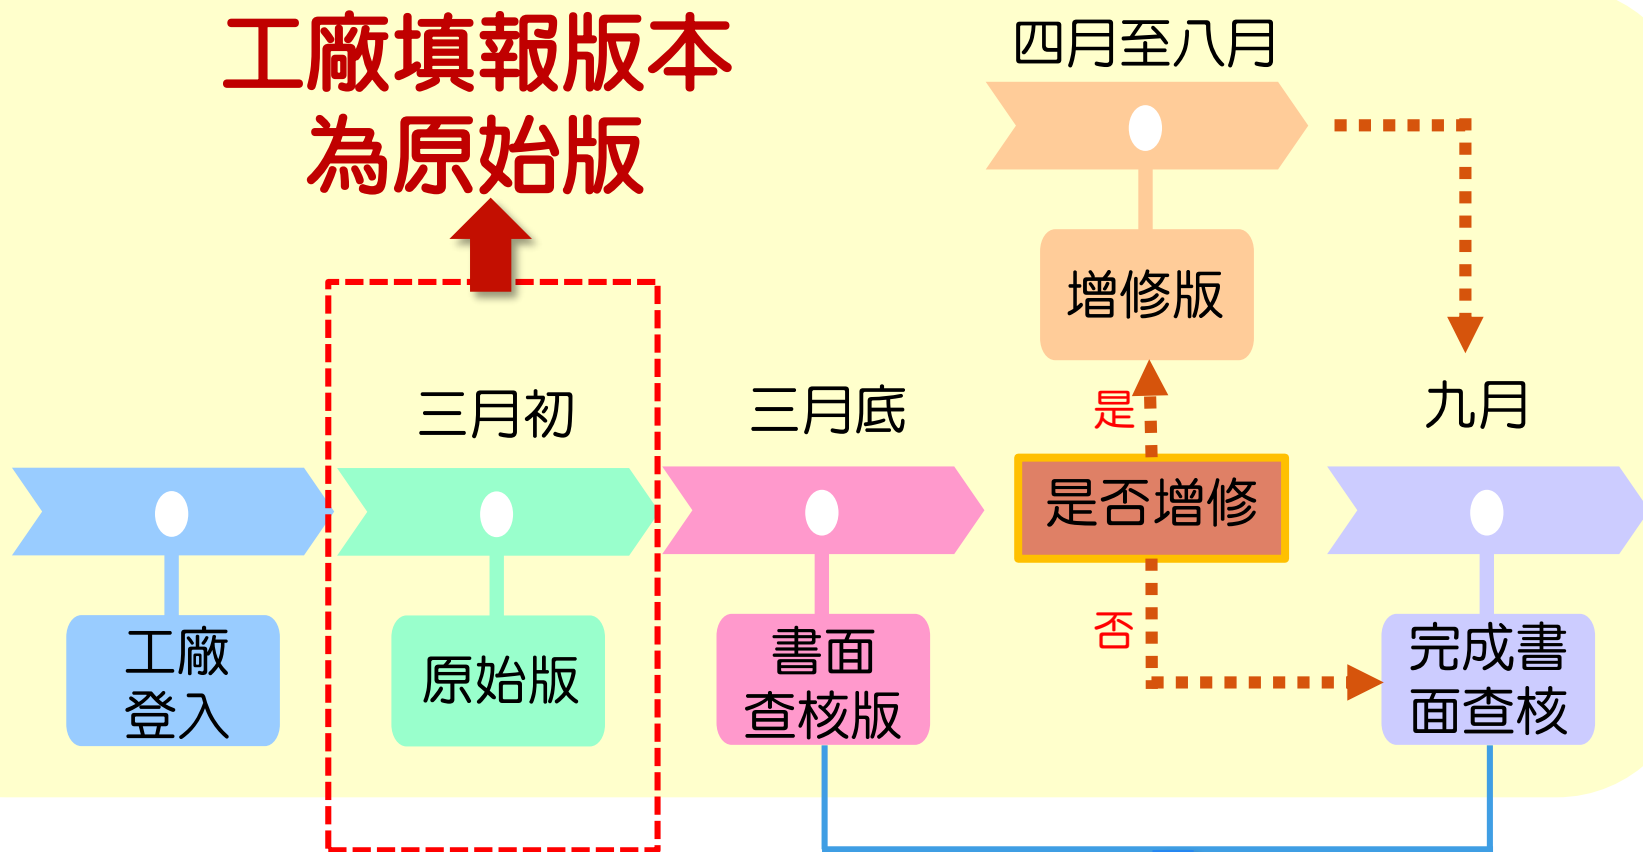 工廠填報版本
為原始版
四月至八月
增修版
三月初
三月底
是
九月
是否增修
否
工廠
登入
原始版
書面
查核版
完成書
面查核